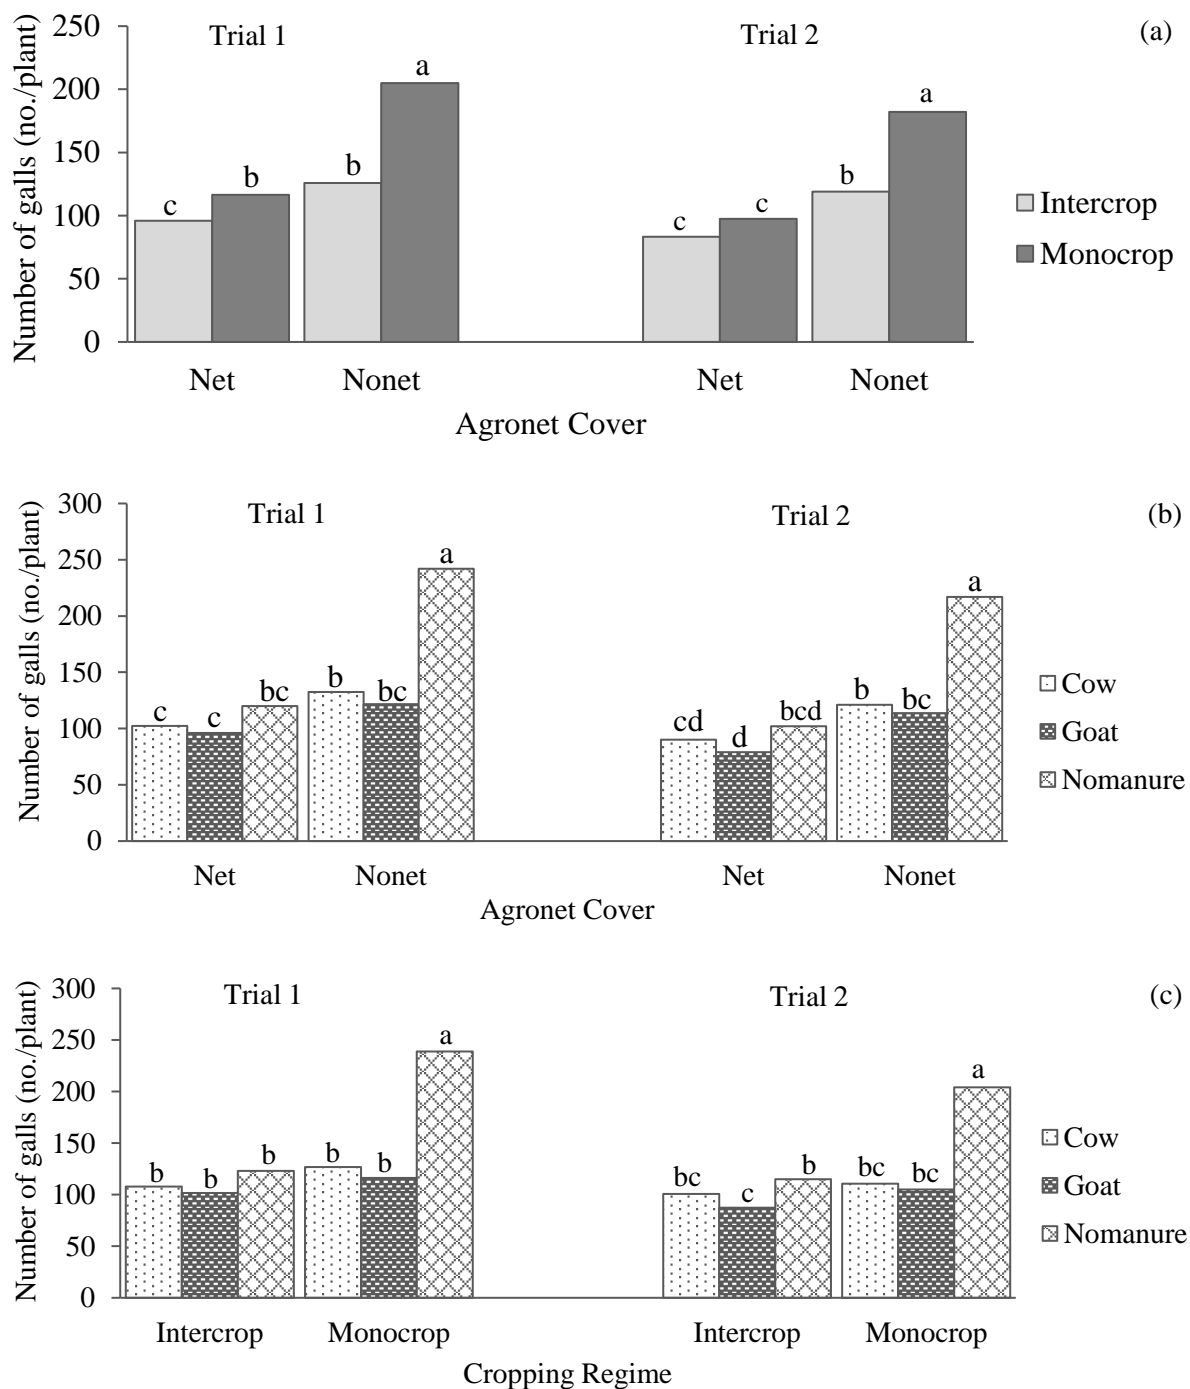 (a)
Trial 1
Trial 2
Number of galls (no./plant)
250
200
150
100
50
0
c
b
b
a
c
c
b
a
Net
Nonet
Net
Nonet
Agronet Cover
Intercrop
Monocrop
(b)
Trial 1
Trial 2
Number of galls (no./plant)
300
250
200
150
100
50
0
c
c
bc
b
bc
a
cd
d
bcd
b
bc
a
Net
Nonet
Net
Nonet
Agronet Cover
Cow
Goat
Nomanure
(c)
Trial 1
Trial 2
Number of galls (no./plant)
300
250
200
150
100
50
0
b
b
b
b
b
a
bc
c
b
bc
bc
a
Intercrop
Monocrop
Intercrop
Monocrop
Cropping Regime
Cow
Goat
Nomanure